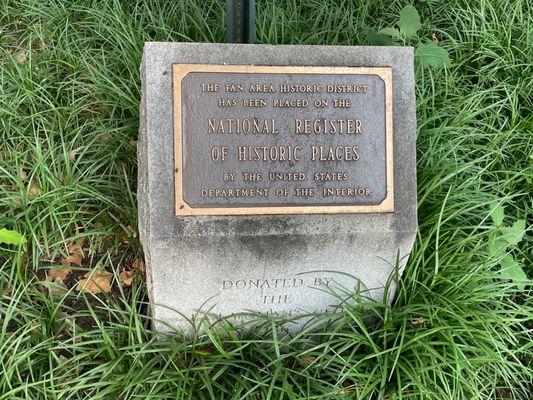 THE FAN AREA HISTORIC DISTRICT
HAS BEEN PLACED ON THE
NATIONAL REGISTER
OF HISTORIC PLACES
BY THE UNITED STATES
DEPARTMENT OF THE INTERIOR
DONATED BY
THE